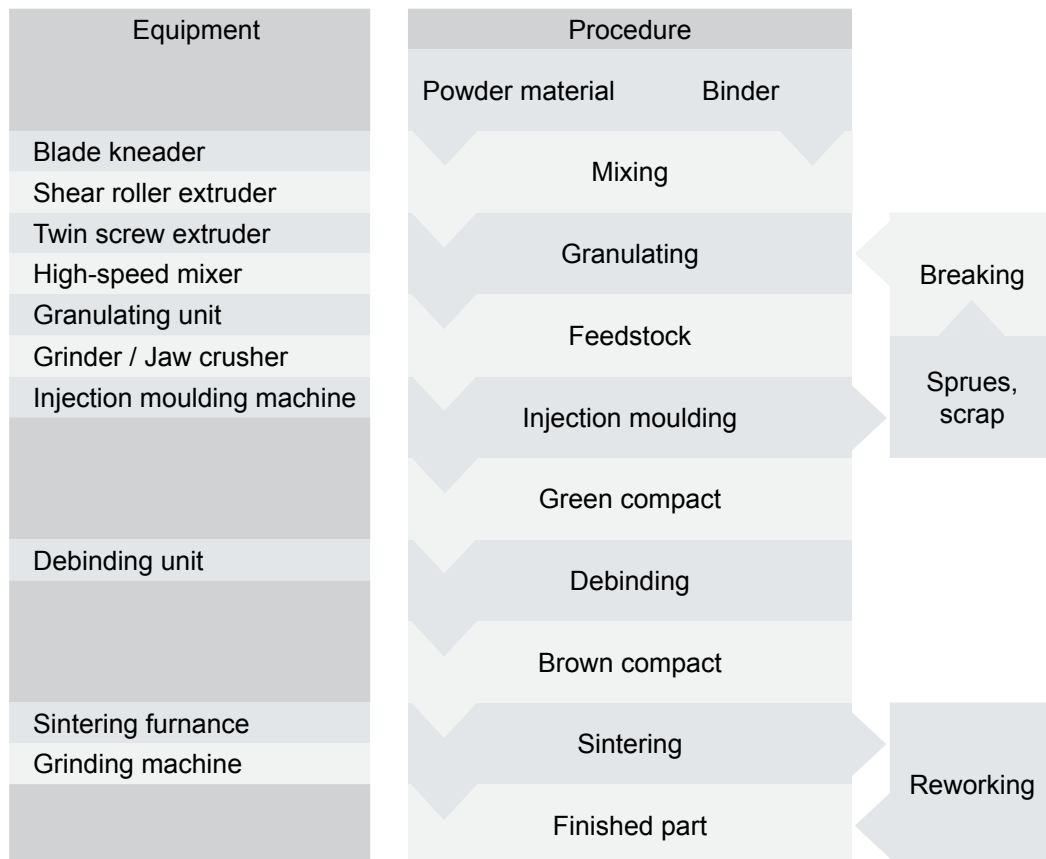 Equipment
Blade kneader
Shear roller extruder
Twin screw extruder
High-speed mixer
Granulating unit
Grinder / Jaw crusher
Injection moulding machine
Debinding unit
Sintering furnance
Grinding machine
Procedure
Powder material Binder
Mixing
Granulating
Feedstock
Injection moulding
Green compact
Debinding
Brown compact
Sintering
Finished part
Breaking
Sprues,
scrap
Reworking